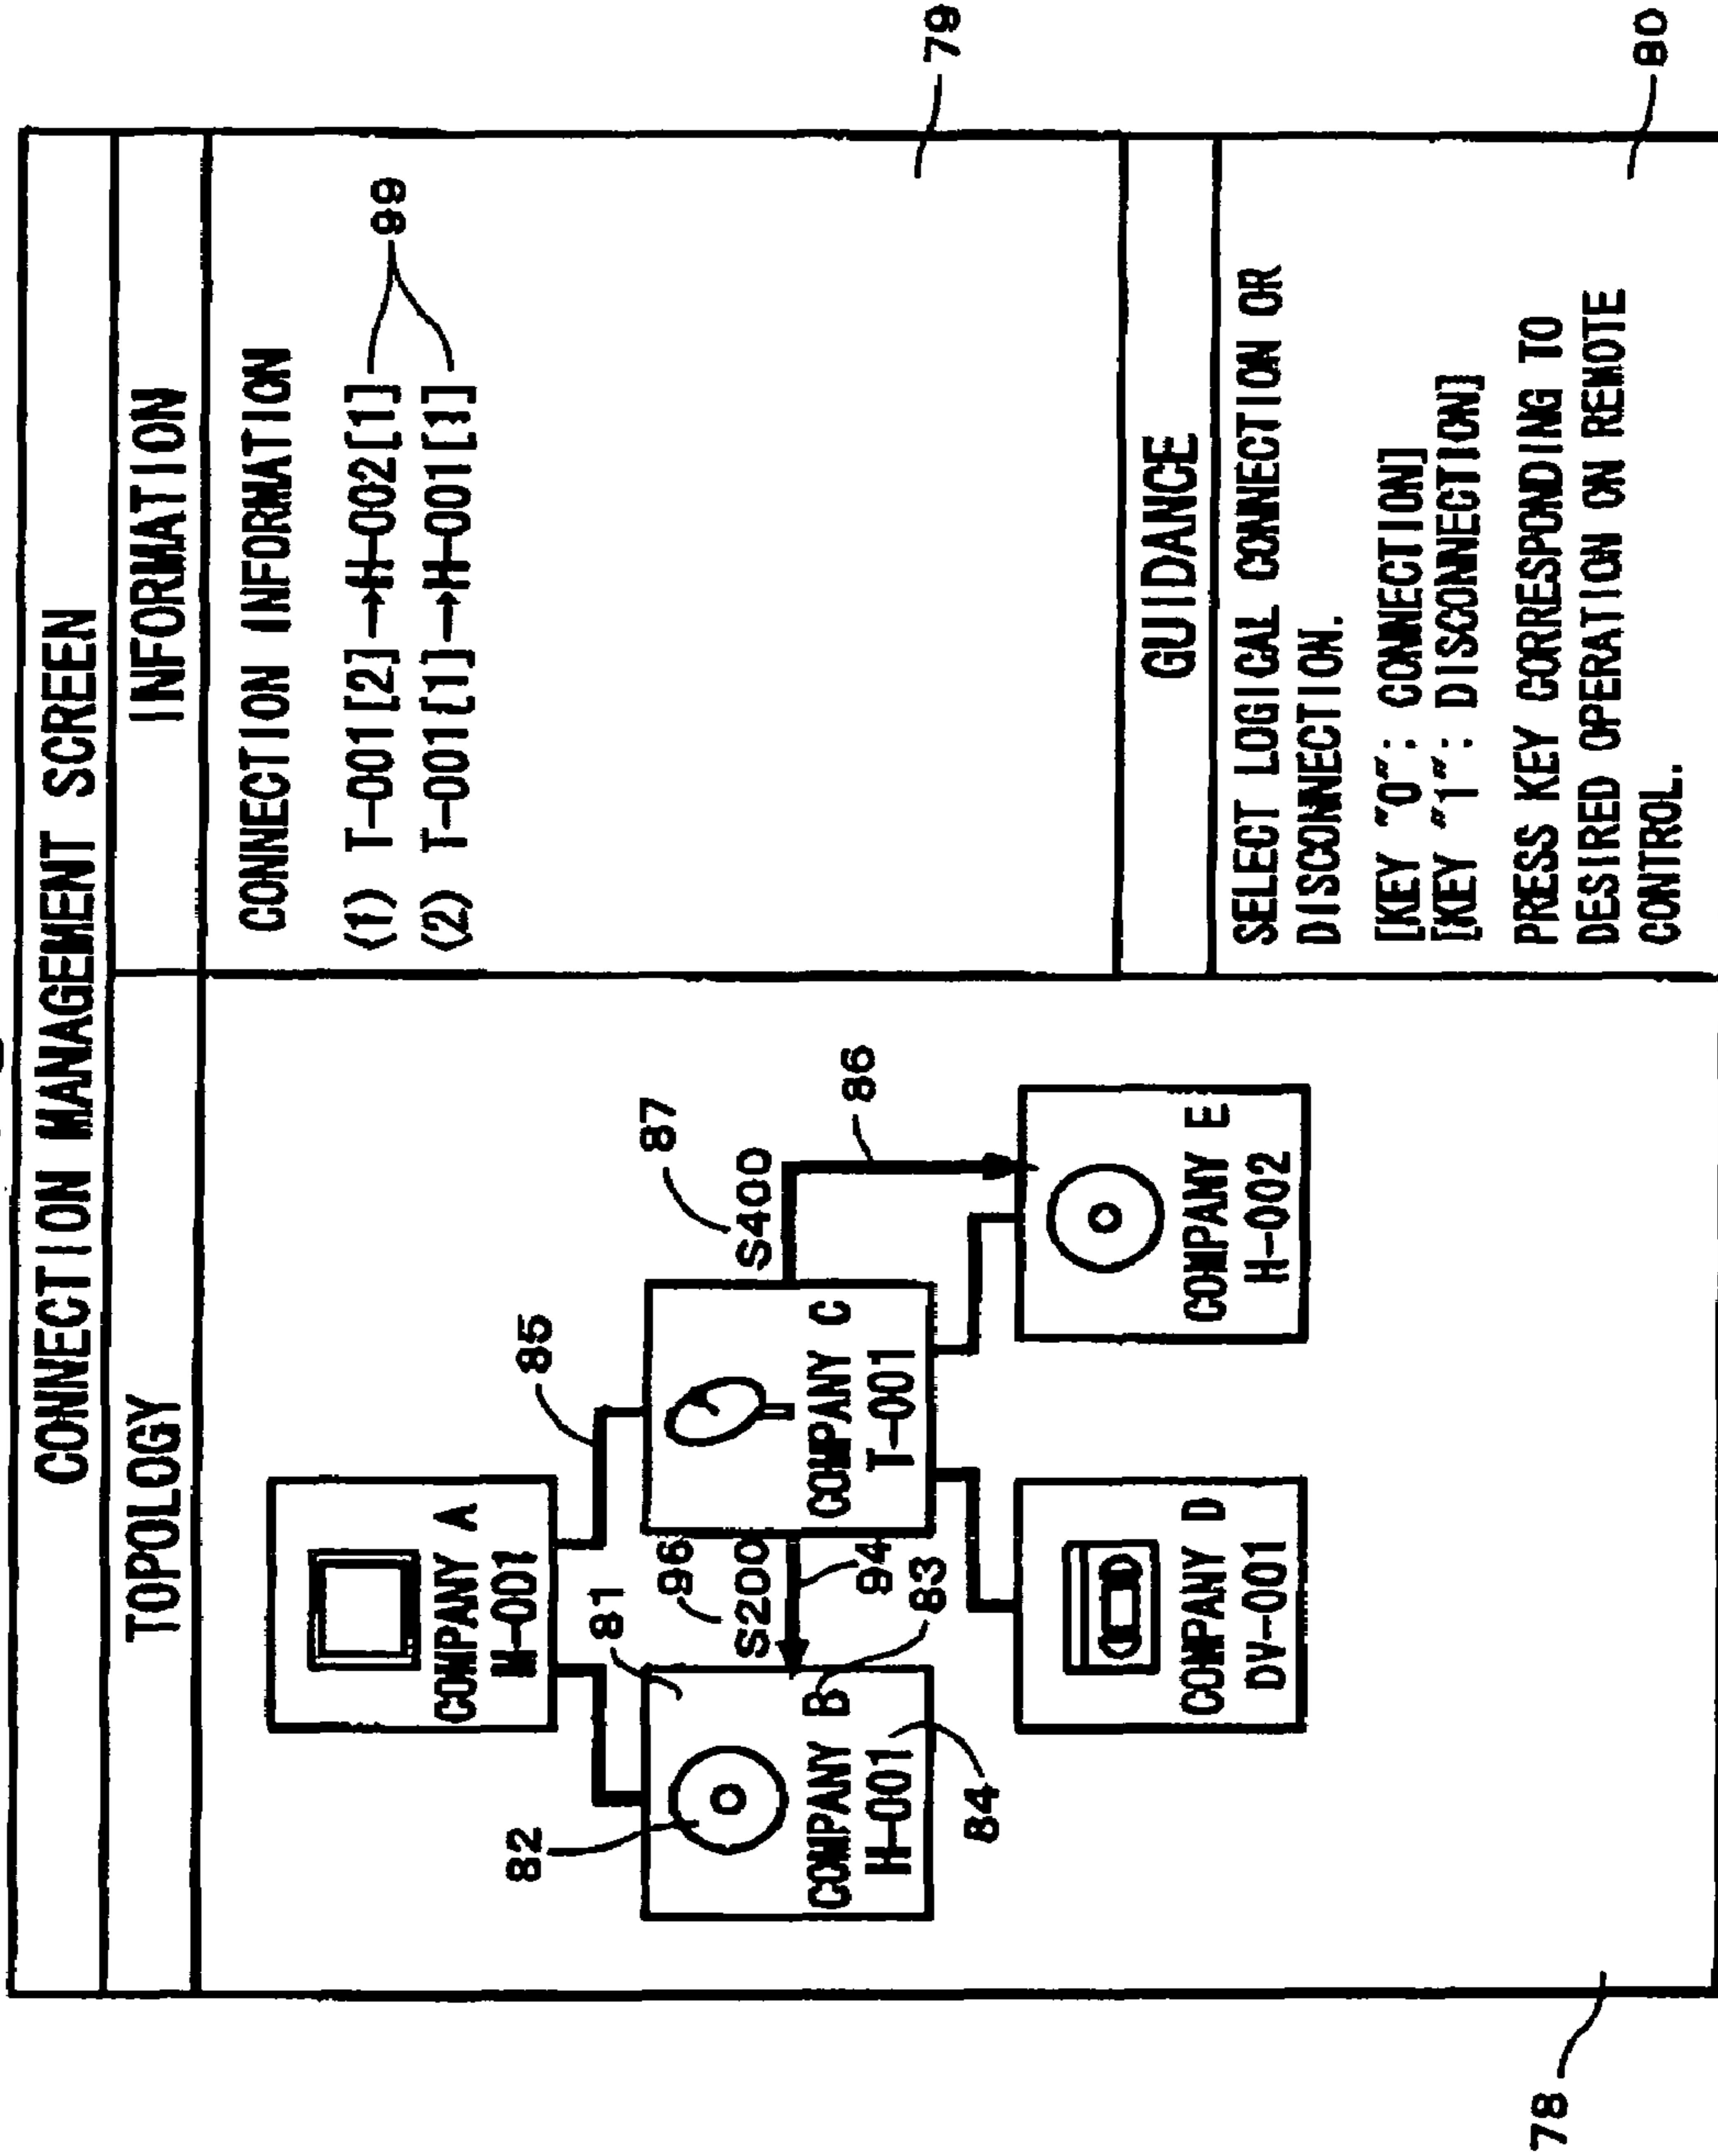 CONNECTION MANAGEMENT SCREEN
TOPOLOGY
COMPANY A
M-001
85
81
82
COMPANY B
H-001
83
84
96
S200
94
COMPANY C
T-001
87
S400
86
COMPANY D
DV-001
COMPANY E
H-002
78
INFORMATION
CONNECTION INFORMATION
(1) T-001[2]→H-002[1]
(2) T-001[1]→H-001[1]
99
79
GUIDANCE
SELECT LOGICAL CONNECTION OR
DISCONNECTION.
[KEY "0": CONNECTION]
[KEY "1": DISCONNECTION]
PRESS KEY CORRESPONDING TO
DESIRED OPERATION ON REMOTE
CONTROL.
80